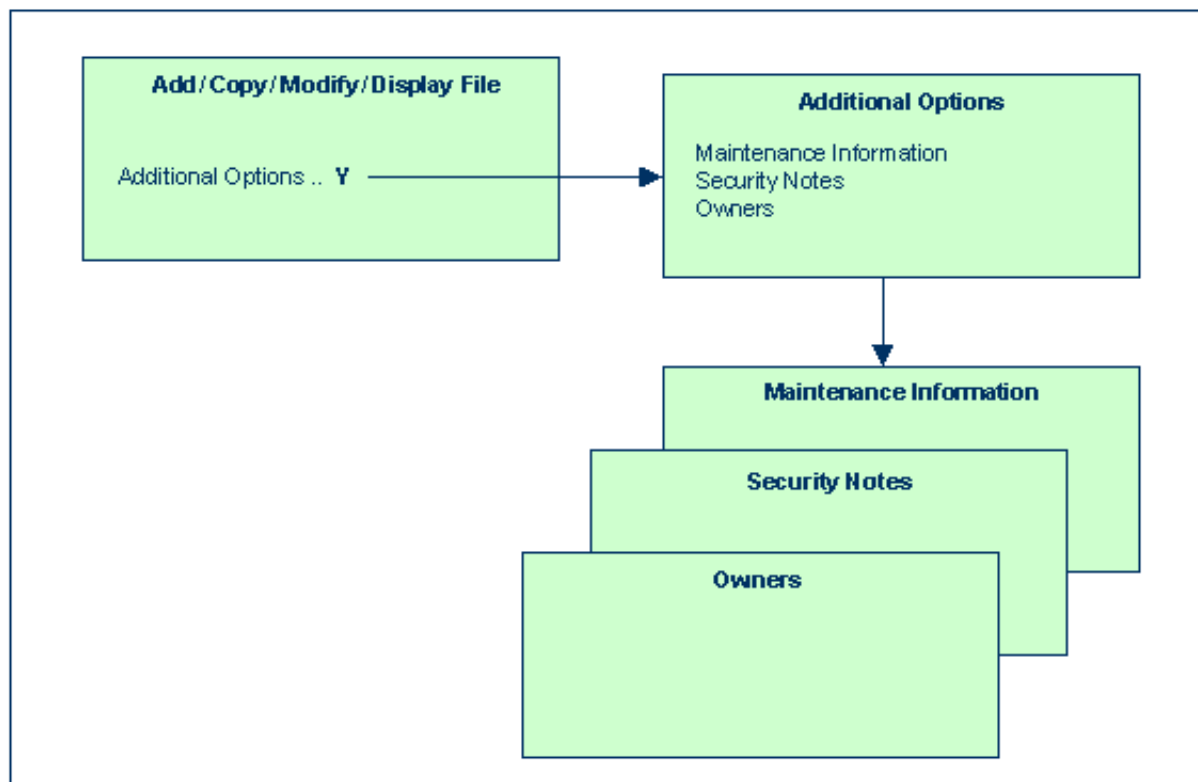 Add/Copy/Modify/Display File
Additional Options .. Y
Additional Options
Maintenance Information
Security Notes
Owners
Maintenance Information
Security Notes
Owners